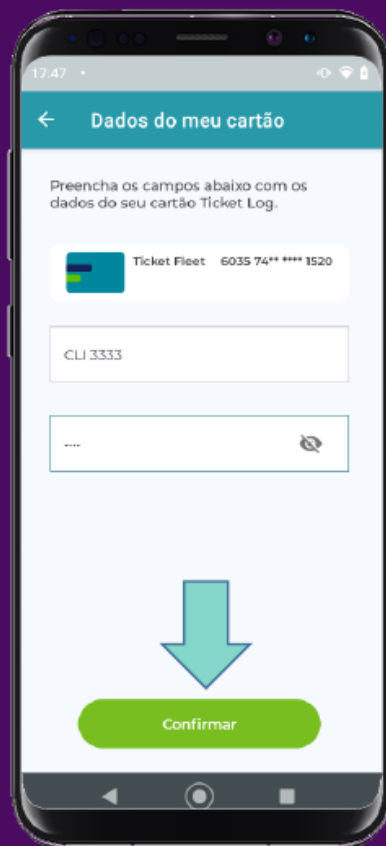 17:47
Dados do meu cartão
Preencha os campos abaixo com os
dados do seu cartão Ticket Log.
Ticket Fleet 6035 74** **** 1520
CLI 3333
....
Confirmar